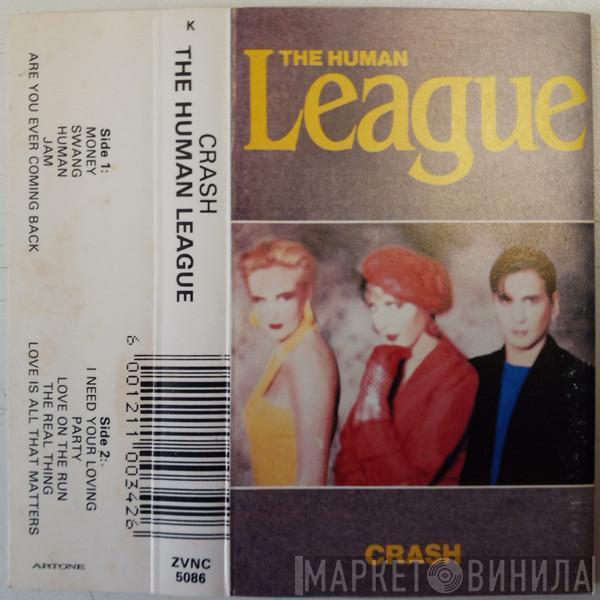 THE HUMAN
League
CRASH
K
THE HUMAN LEAGUE
CRASH
ZVNC
5086
6 001211 003426
Side 1:
MONEY
SWANG
HUMAN
JAM
ARE YOU EVER COMING BACK
Side 2:
I NEED YOUR LOVING
PARTY
LOVE ON THE RUN
THE REAL THING
LOVE IS ALL THAT MATTERS
ARTONE
МАРКЕТ ВИНИЛА